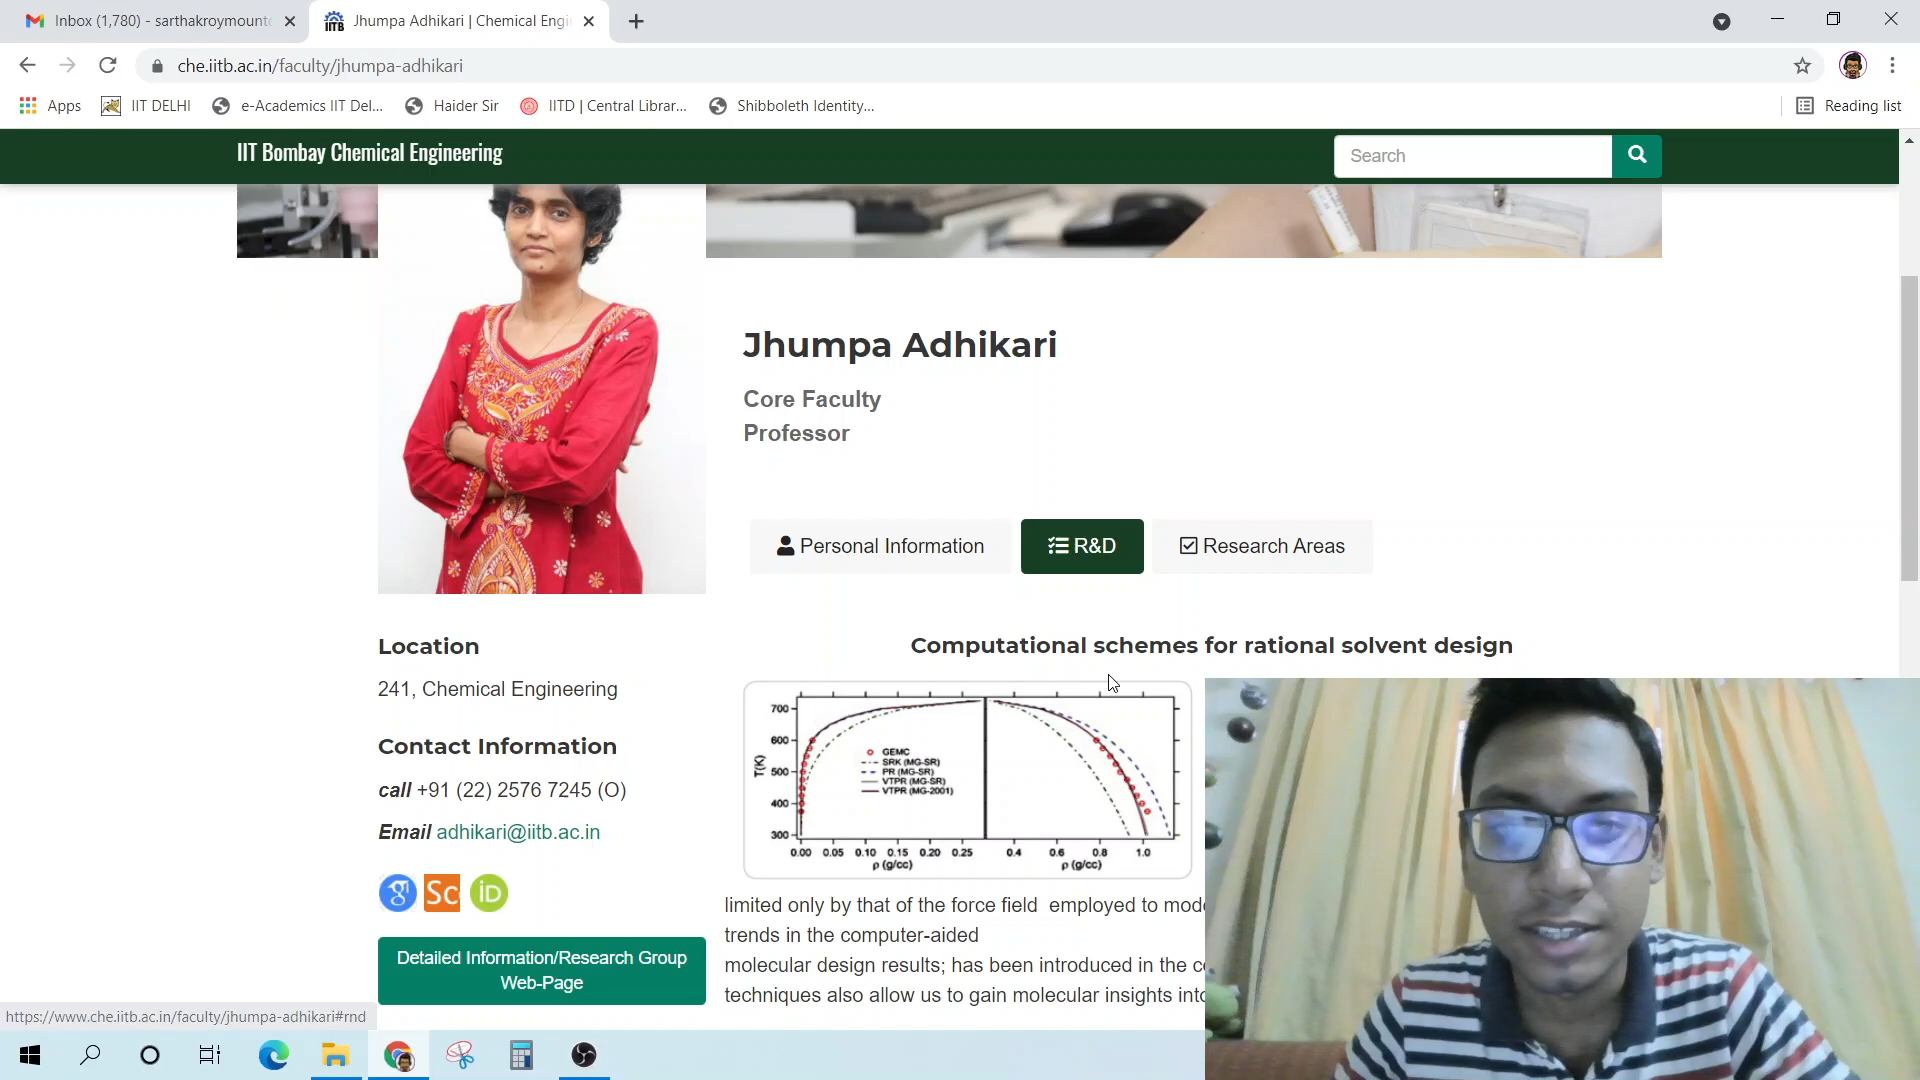 Inbox (1,780) - sarthakroymount
Jhumpa Adhikari | Chemical Engi
che.iitb.ac.in/faculty/jhumpa-adhikari
Apps
IIT DELHI
e-Academics IIT Del...
Haider Sir
IITD | Central Librar...
Shibboleth Identity...
Reading list
IIT Bombay Chemical Engineering
Search
Jhumpa Adhikari
Core Faculty
Professor
Personal Information
R&D
Research Areas
Location
241, Chemical Engineering
Contact Information
call +91 (22) 2576 7245 (O)
Email adhikari@iitb.ac.in
Sc
iD
Detailed Information/Research Group
Web-Page
Computational schemes for rational solvent design
700
600
500
400
300
T(K)
GEMC
SRK (MG-SR)
PR (MG-SR)
VTPR (MG-SR)
VTPR (MG-2001)
0.00 0.05 0.10 0.15 0.20 0.25
0.4 0.6 0.8 1.0
ρ (g/cc)
ρ (g/cc)
limited only by that of the force field employed to mod
trends in the computer-aided
molecular design results; has been introduced in the c
techniques also allow us to gain molecular insights int
https://www.che.iitb.ac.in/faculty/jhumpa-adhikari#rnd